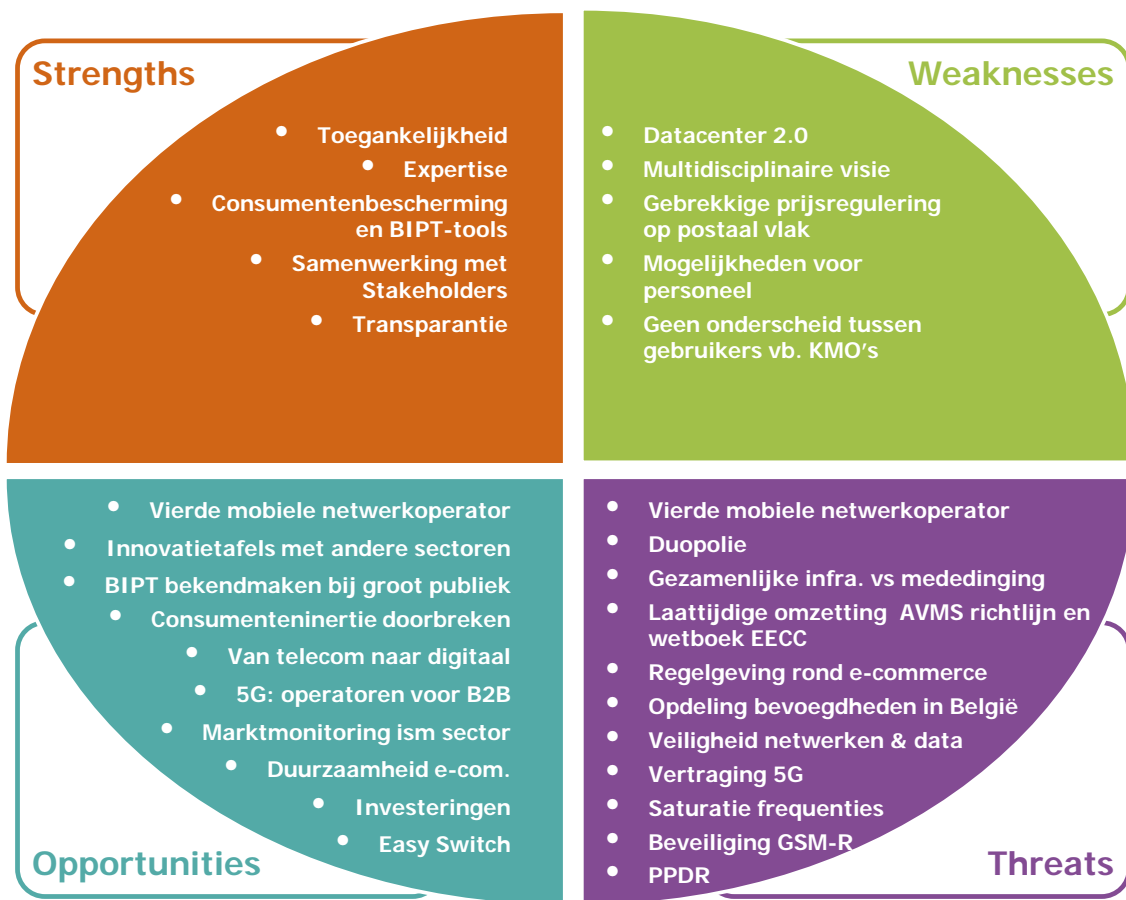 Strengths
• Toegankelijkheid
• Expertise
• Consumentenbescherming
en BIPT-tools
• Samenwerking met
Stakeholders
• Transparantie
Weaknesses
• Datacenter 2.0
• Multidisciplinaire visie
• Gebrekkige prijsregulering
op postaal vlak
• Mogelijkheden voor
personeel
• Geen onderscheid tussen
gebruikers vb. KMO's
• Vierde mobiele netwerkoperator
• Innovatietafels met andere sectoren
• BIPT bekendmaken bij groot publiek
• Consumenteninertie doorbreken
• Van telecom naar digitaal
• 5G: operatoren voor B2B
• Marktmonitoring ism sector
• Duurzaamheid e-com.
• Investeringen
• Easy Switch
Opportunities
• Vierde mobiele netwerkoperator
• Duopolie
• Gezamenlijke infra. vs mededinging
• Laattijdige omzetting AVMS richtlijn en
wetboek EECC
• Regelgeving rond e-commerce
• Opdeling bevoegdheden in België
• Veiligheid netwerken & data
• Vertraging 5G
• Saturatie frequenties
• Beveiliging GSM-R
• PPDR
Threats